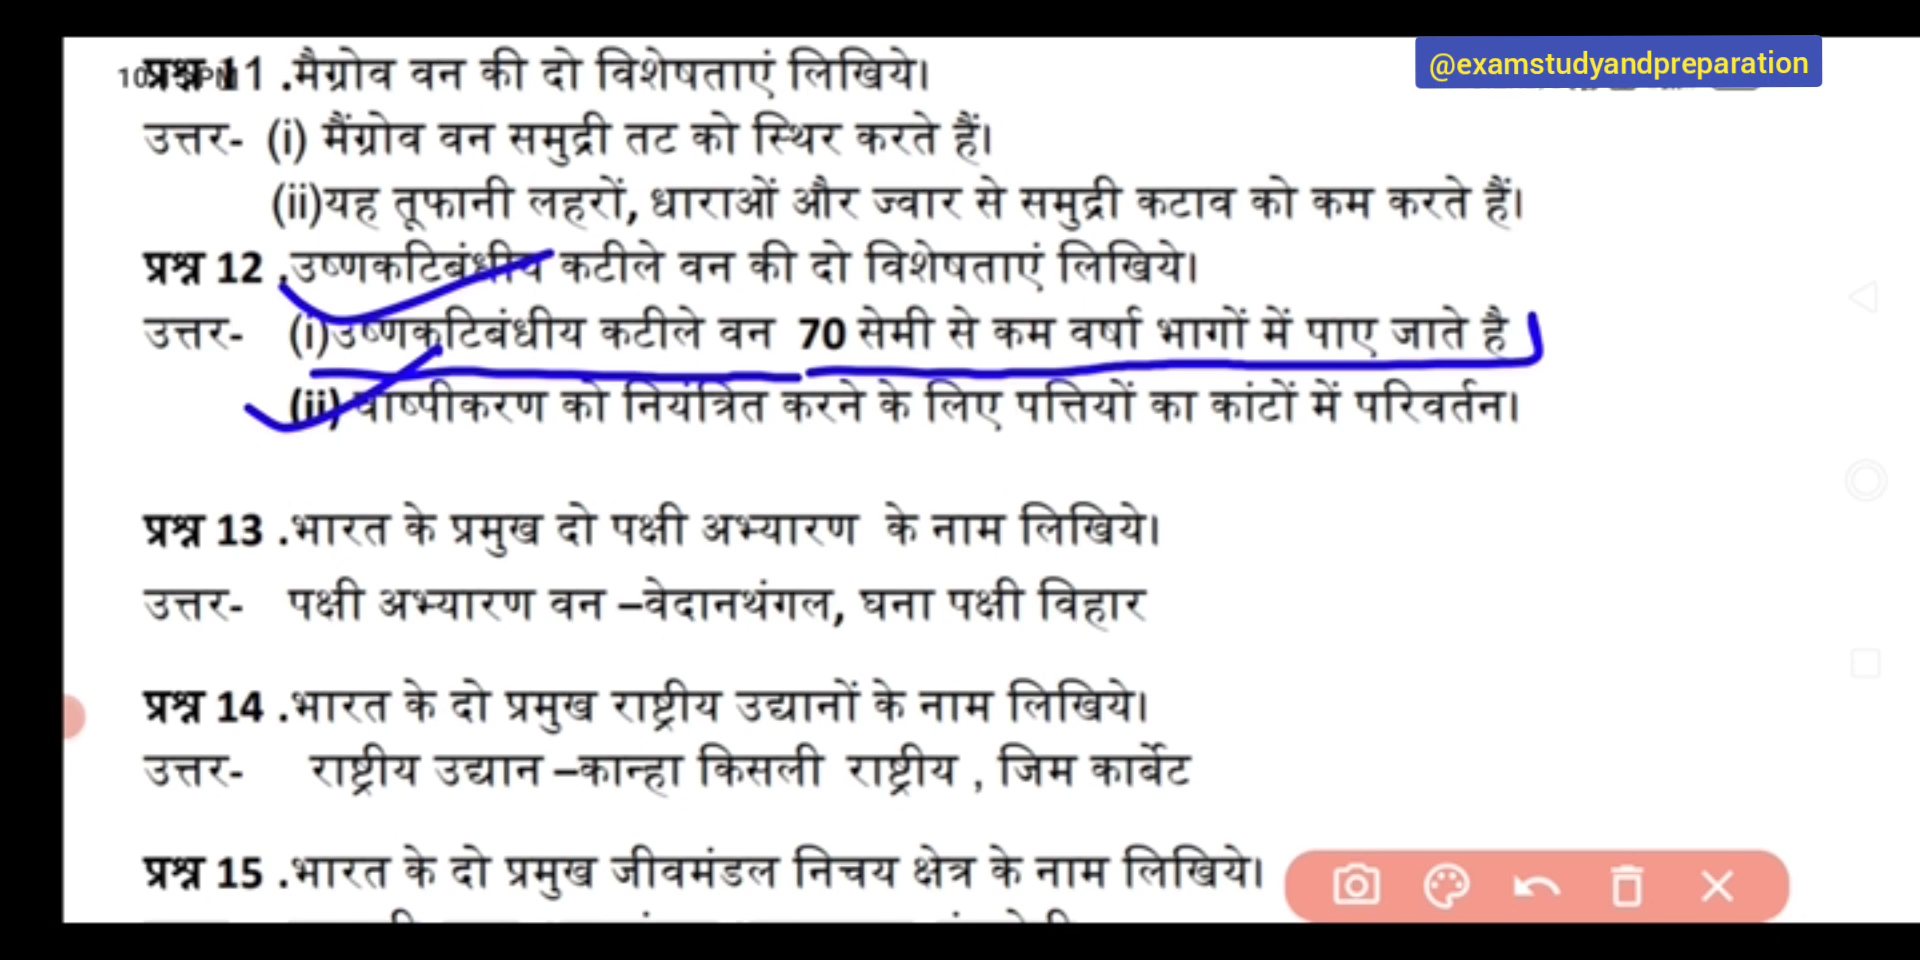 @examstudyandpreparation
प्रश्न 11 .मैग्रोव वन की दो विशेषताएं लिखिये।
उत्तर- (i) मैंग्रोव वन समुद्री तट को स्थिर करते हैं।
(ii)यह तूफानी लहरों, धाराओं और ज्वार से समुद्री कटाव को कम करते हैं।
प्रश्न 12 .उष्णकटिबंधीय कटीले वन की दो विशेषताएं लिखिये।
उत्तर- (i)उष्णकटिबंधीय कटीले वन 70 सेमी से कम वर्षा भागों में पाए जाते है
(ii) वाष्पीकरण को नियंत्रित करने के लिए पत्तियों का कांटों में परिवर्तन।
प्रश्न 13 .भारत के प्रमुख दो पक्षी अभ्यारण के नाम लिखिये।
उत्तर- पक्षी अभ्यारण वन –वेदानथंगल, घना पक्षी विहार
प्रश्न 14 .भारत के दो प्रमुख राष्ट्रीय उद्यानों के नाम लिखिये।
उत्तर- राष्ट्रीय उद्यान –कान्हा किसली राष्ट्रीय , जिम कार्बेट
प्रश्न 15 .भारत के दो प्रमुख जीवमंडल निचय क्षेत्र के नाम लिखिये।